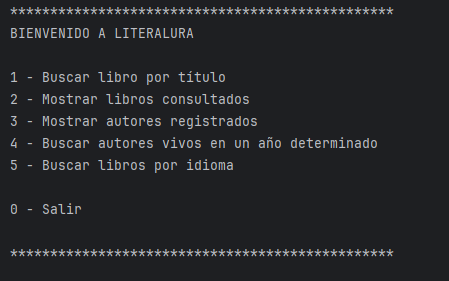 ************************************************
BIENVENIDO A LITERALURA
1 - Buscar libro por titulo
2 - Mostrar libros consultados
3 - Mostrar autores registrados
4 - Buscar autores vivos en un año determinado
5 - Buscar libros por idioma
0 - Salir
************************************************